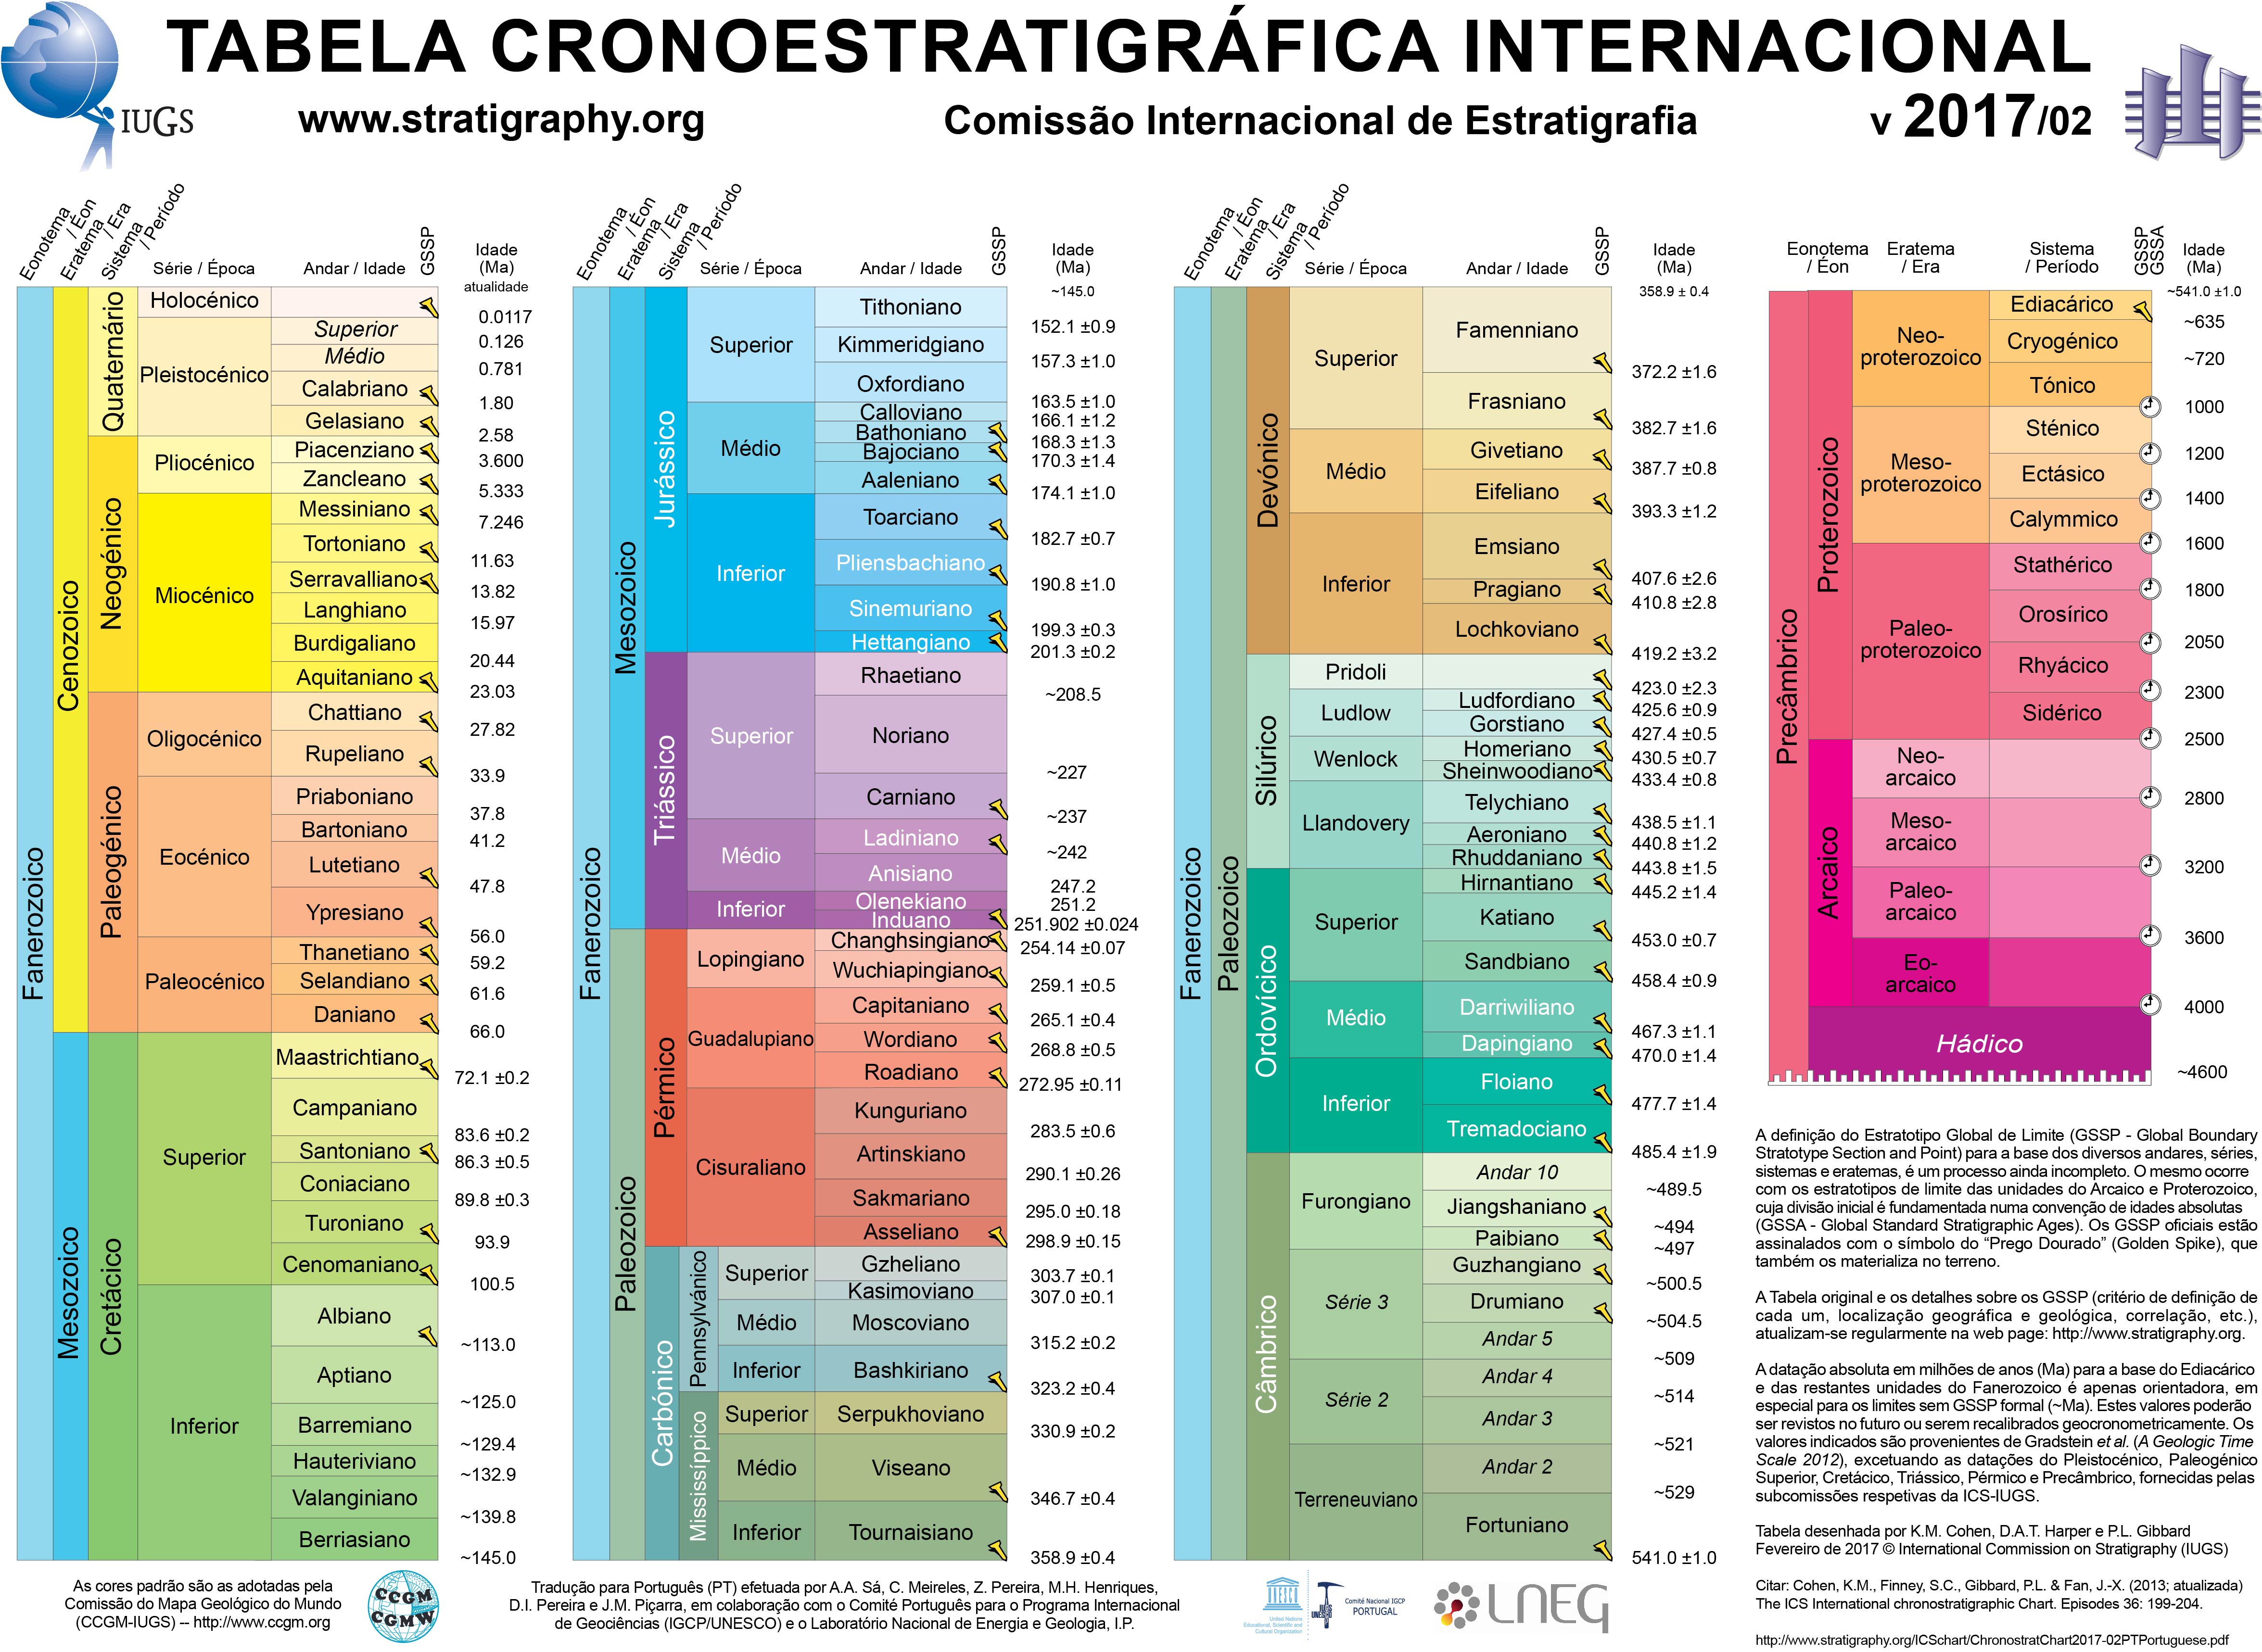 TABELA CRONOESTRATIGRÁFICA INTERNACIONAL
IUGS
www.stratigraphy.org
Comissão Internacional de Estratigrafia
v 2017/02
Eonotema / Éon
Eratema / Era
Sistema / Período
Série / Época
Andar / Idade
GSSP
Idade (Ma)
atualidade
Fanerozoico
Cenozoico
Quaternário
Holocénico
0.0117
Pleistocénico
Superior
0.126
Médio
0.781
Calabriano
1.80
Gelasiano
2.58
Neogénico
Pliocénico
Piacenziano
3.600
Zancleano
5.333
Miocénico
Messiniano
7.246
Tortoniano
11.63
Serravalliano
13.82
Langhiano
15.97
Burdigaliano
20.44
Aquitaniano
23.03
Paleogénico
Oligocénico
Chattiano
27.82
Rupeliano
33.9
Eocénico
Priaboniano
37.8
Bartoniano
41.2
Lutetiano
47.8
Ypresiano
56.0
Paleocénico
Thanetiano
59.2
Selandiano
61.6
Daniano
66.0
Mesozoico
Cretácico
Superior
Maastrichtiano
72.1 ±0.2
Campaniano
83.6 ±0.2
Santoniano
86.3 ±0.5
Coniaciano
89.8 ±0.3
Turoniano
93.9
Cenomaniano
100.5
Inferior
Albiano
~113.0
Aptiano
~125.0
Barremiano
~129.4
Hauteriviano
~132.9
Valanginiano
~139.8
Berriasiano
~145.0
Eonotema / Éon
Eratema / Era
Sistema / Período
Série / Época
Andar / Idade
GSSP
Idade (Ma)
~145.0
Fanerozoico
Mesozoico
Jurássico
Superior
Tithoniano
152.1 ±0.9
Kimmeridgiano
157.3 ±1.0
Oxfordiano
163.5 ±1.0
Médio
Calloviano
166.1 ±1.2
Bathoniano
168.3 ±1.3
Bajociano
170.3 ±1.4
Aaleniano
174.1 ±1.0
Inferior
Toarciano
182.7 ±0.7
Pliensbachiano
190.8 ±1.0
Sinemuriano
199.3 ±0.3
Hettangiano
201.3 ±0.2
Triássico
Superior
Rhaetiano
~208.5
Noriano
~227
Carniano
~237
Médio
Ladiniano
~242
Anisiano
247.2
Inferior
Olenekiano
251.2
Induano
251.902 ±0.024
Paleozoico
Pérmico
Lopingiano
Changhsingiano
254.14 ±0.07
Wuchiapingiano
259.1 ±0.5
Guadalupiano
Capitaniano
265.1 ±0.4
Wordiano
268.8 ±0.5
Roadiano
272.95 ±0.11
Cisuraliano
Kunguriano
283.5 ±0.6
Artinskiano
290.1 ±0.26
Sakmariano
295.0 ±0.18
Asseliano
298.9 ±0.15
Carbónico
Pennsylvánico
Superior
Gzheliano
303.7 ±0.1
Kasimoviano
307.0 ±0.1
Médio
Moscoviano
315.2 ±0.2
Inferior
Bashkiriano
323.2 ±0.4
Mississíppico
Superior
Serpukhoviano
330.9 ±0.2
Médio
Viseano
346.7 ±0.4
Inferior
Tournaisiano
358.9 ±0.4
Eonotema / Éon
Eratema / Era
Sistema / Período
Série / Época
Andar / Idade
GSSP
Idade (Ma)
358.9 ± 0.4
Fanerozoico
Paleozoico
Devónico
Superior
Famenniano
372.2 ±1.6
Frasniano
382.7 ±1.6
Médio
Givetiano
387.7 ±0.8
Eifeliano
393.3 ±1.2
Inferior
Emsiano
407.6 ±2.6
Pragiano
410.8 ±2.8
Lochkoviano
419.2 ±3.2
Silúrico
Pridoli
423.0 ±2.3
Ludlow
Ludfordiano
425.6 ±0.9
Gorstiano
427.4 ±0.5
Wenlock
Homeriano
430.5 ±0.7
Sheinwoodiano
433.4 ±0.8
Llandovery
Telychiano
438.5 ±1.1
Aeroniano
440.8 ±1.2
Rhuddaniano
443.8 ±1.5
Ordovícico
Superior
Hirnantiano
445.2 ±1.4
Katiano
453.0 ±0.7
Sandbiano
458.4 ±0.9
Médio
Darriwiliano
467.3 ±1.1
Dapingiano
470.0 ±1.4
Inferior
Floiano
477.7 ±1.4
Tremadociano
485.4 ±1.9
Câmbrico
Furongiano
Andar 10
~489.5
Jiangshaniano
~494
Paibiano
~497
Série 3
Guzhangiano
~500.5
Drumiano
~504.5
Andar 5
~509
Série 2
Andar 4
~514
Andar 3
~521
Terreneuviano
Andar 2
~529
Fortuniano
541.0 ±1.0
Eonotema / Éon
Eratema / Era
Sistema / Período
GSSP
GSSA
Idade (Ma)
~541.0 ±1.0
Precâmbrico
Proterozoico
Neo-
proterozoico
Ediacárico
~635
Cryogénico
~720
Tónico
1000
Meso-
proterozoico
Sténico
1200
Ectásico
1400
Calymmico
1600
Paleo-
proterozoico
Stathérico
1800
Orosírico
2050
Rhyácico
2300
Sidérico
2500
Arcaico
Neo-
arcaico
2800
Meso-
arcaico
3200
Paleo-
arcaico
3600
Eo-
arcaico
4000
Hádico
~4600
A definição do Estratotipo Global de Limite (GSSP - Global Boundary
Stratotype Section and Point) para a base dos diversos andares, séries,
sistemas e eratemas, é um processo ainda incompleto. O mesmo ocorre
com os estratotipos de limite das unidades do Arcaico e Proterozoico,
cuja divisão inicial é fundamentada numa convenção de idades absolutas
(GSSA - Global Standard Stratigraphic Ages). Os GSSP oficiais estão
assinalados com o símbolo do “Prego Dourado” (Golden Spike), que
também os materializa no terreno.
A Tabela original e os detalhes sobre os GSSP (critério de definição de
cada um, localização geográfica e geológica, correlação, etc.),
atualizam-se regularmente na web page: http://www.stratigraphy.org.
A datação absoluta em milhões de anos (Ma) para a base do Ediacárico
e das restantes unidades do Fanerozoico é apenas orientadora, em
especial para os limites sem GSSP formal (~Ma). Estes valores poderão
ser revistos no futuro ou serem recalibrados geocronometricamente. Os
valores indicados são provenientes de Gradstein et al. (A Geologic Time
Scale 2012), excetuando as datações do Pleistocénico, Paleogénico
Superior, Cretácico, Triássico, Pérmico e Precâmbrico, fornecidas pelas
subcomissões respetivas da ICS-IUGS.
Tabela desenhada por K.M. Cohen, D.A.T. Harper e P.L. Gibbard
Fevereiro de 2017 © International Commission on Stratigraphy (IUGS)
Citar: Cohen, K.M., Finney, S.C., Gibbard, P.L. & Fan, J.-X. (2013; atualizada)
The ICS International chronostratigraphic Chart. Episodes 36: 199-204.
http://www.stratigraphy.org/ICSchart/ChronostratChart2017-02PTPortuguese.pdf
As cores padrão são as adotadas pela
Comissão do Mapa Geológico do Mundo
(CCGM-IUGS) -- http://www.ccgm.org
CCGM
CGMW
Tradução para Português (PT) efetuada por A.A. Sá, C. Meireles, Z. Pereira, M.H. Henriques,
D.I. Pereira e J.M. Piçarra, em colaboração com o Comité Português para o Programa Internacional
de Geociências (IGCP/UNESCO) e o Laboratório Nacional de Energia e Geologia, I.P.
UNESCO
United Nations
Educational, Scientific and
Cultural Organization
IUGS
UNESCO
Comité Nacional IGCP
PORTUGAL
LNEG